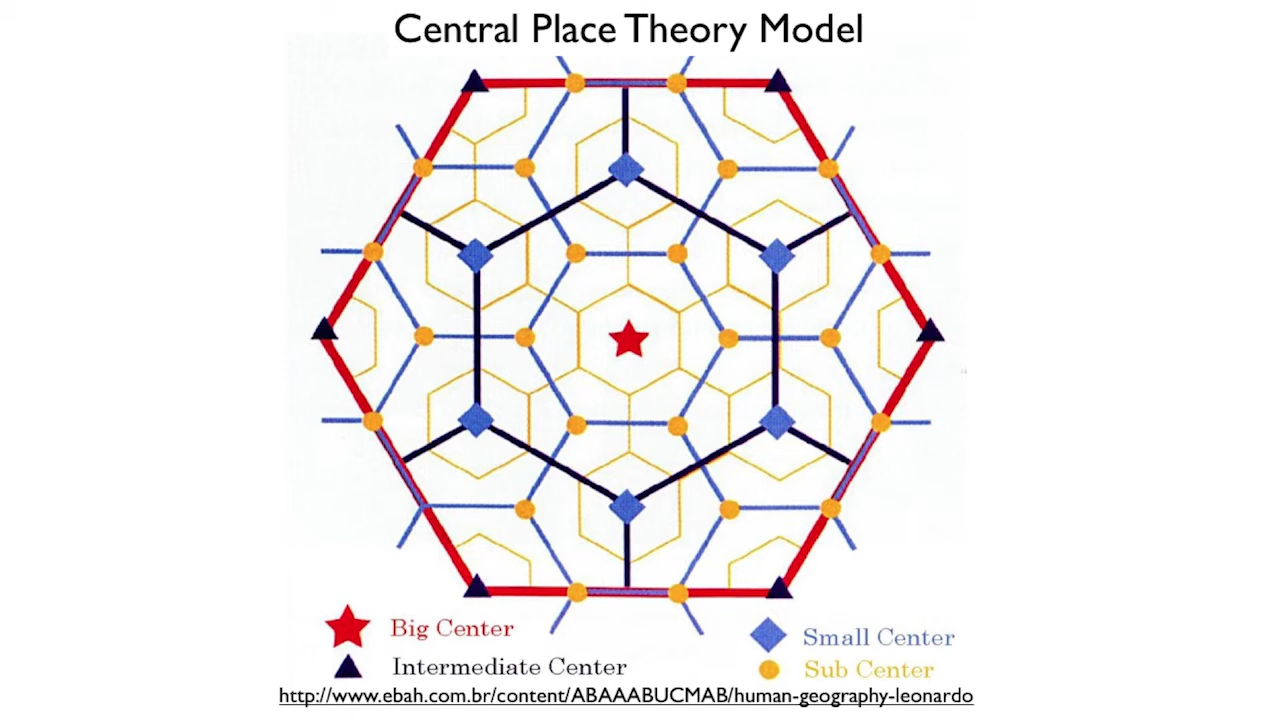 Central Place Theory Model
Big Center
Small Center
Intermediate Center
Sub Center
http://www.ebah.com.br/content/ABAAABUCMAB/human-geography-leonardo